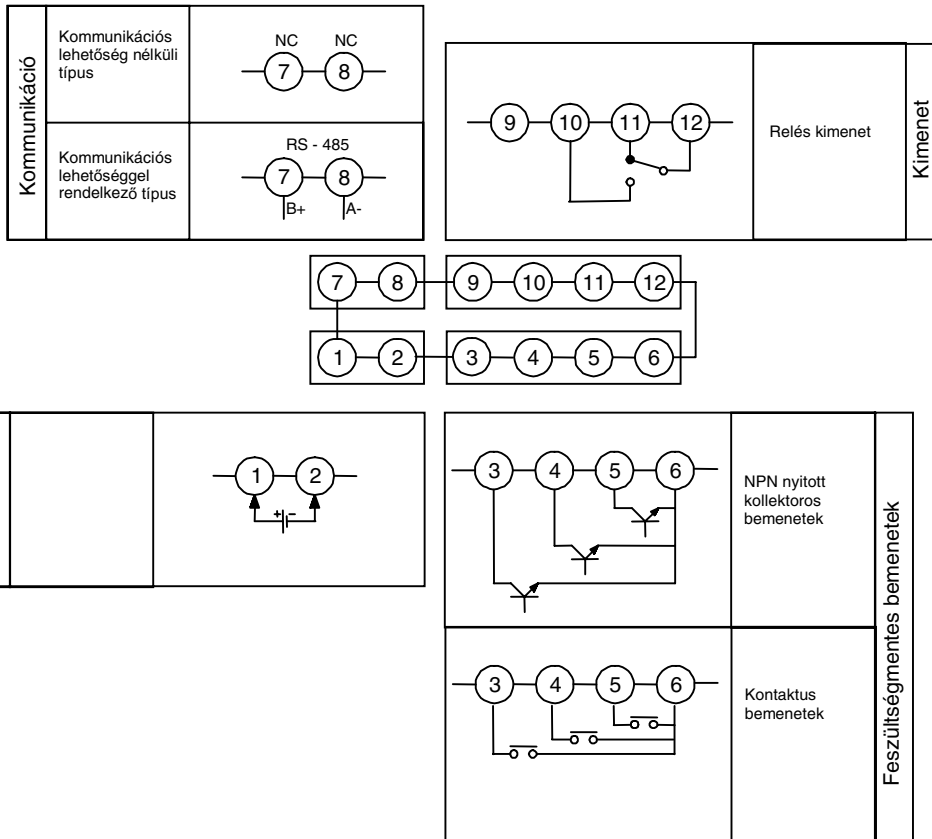 Kommunikáció
Kommunikációs
lehetőség nélküli
típus
NC NC
7 8
Kommunikációs
lehetőséggel
rendelkező típus
RS - 485
7 8
B+ A-
9 10 11 12
Relés kimenet
Kimenet
7 8 9 10 11 12
1 2 3 4 5 6
1 2
+ -
3 4 5 6
NPN nyitott
kollektoros
bemenetek
3 4 5 6
Kontaktus
bemenetek
Feszültségmentes bemenetek